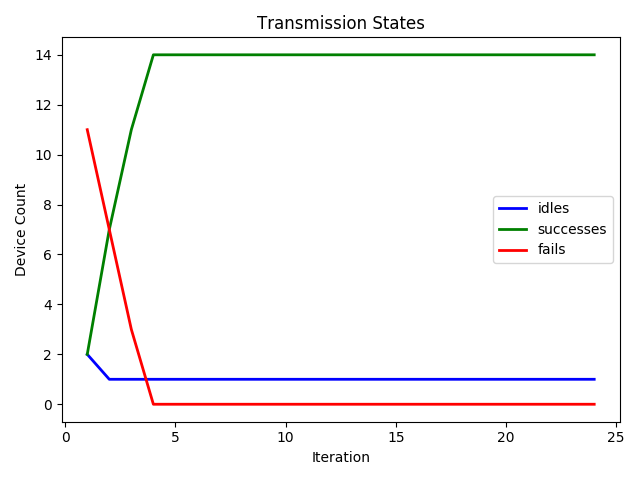 Transmission States
Device Count
14
12
10
8
6
4
2
0
idles
successes
fails
0 5 10 15 20 25
Iteration